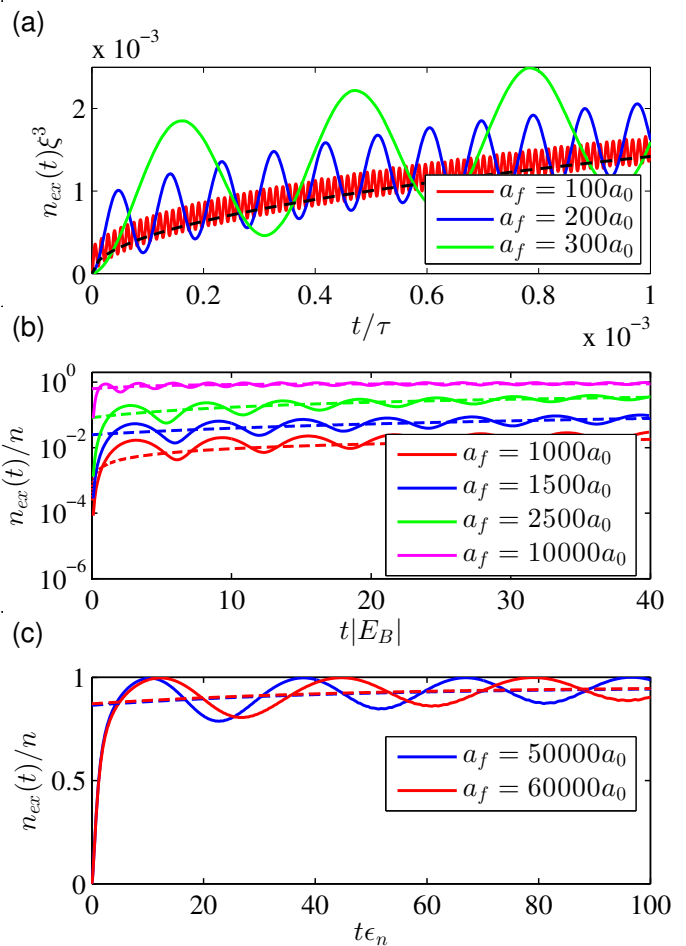 (a)
x 10⁻³
2
1
0
n_ex(t)ξ³
a_f = 100a_0
a_f = 200a_0
a_f = 300a_0
0 0.2 0.4 0.6 0.8 1
t/τ
x 10⁻³
(b)
10⁰
10⁻²
10⁻⁴
10⁻⁶
n_ex(t)/n
a_f = 1000a_0
a_f = 1500a_0
a_f = 2500a_0
a_f = 10000a_0
0 10 20 30 40
t|E_B|
(c)
1
0.5
0
n_ex(t)/n
a_f = 50000a_0
a_f = 60000a_0
0 20 40 60 80 100
tϵ_n